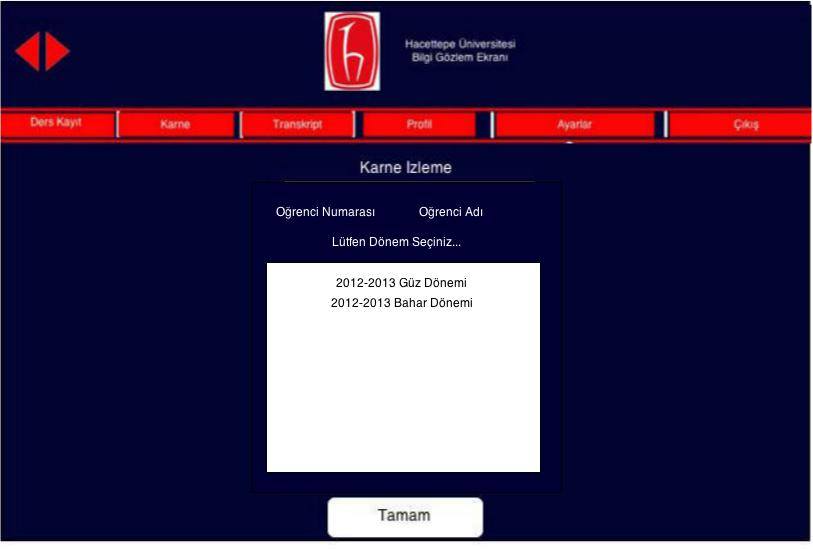 Hacettepe Üniversitesi
Bilgi Gözlem Ekranı
Ders Kayıt
Karne
Transkript
Profil
Ayarlar
Çıkış
Karne Izleme
Oğrenci Numarası Oğrenci Adı
Lütfen Dönem Seçiniz...
2012-2013 Güz Dönemi
2012-2013 Bahar Dönemi
Tamam